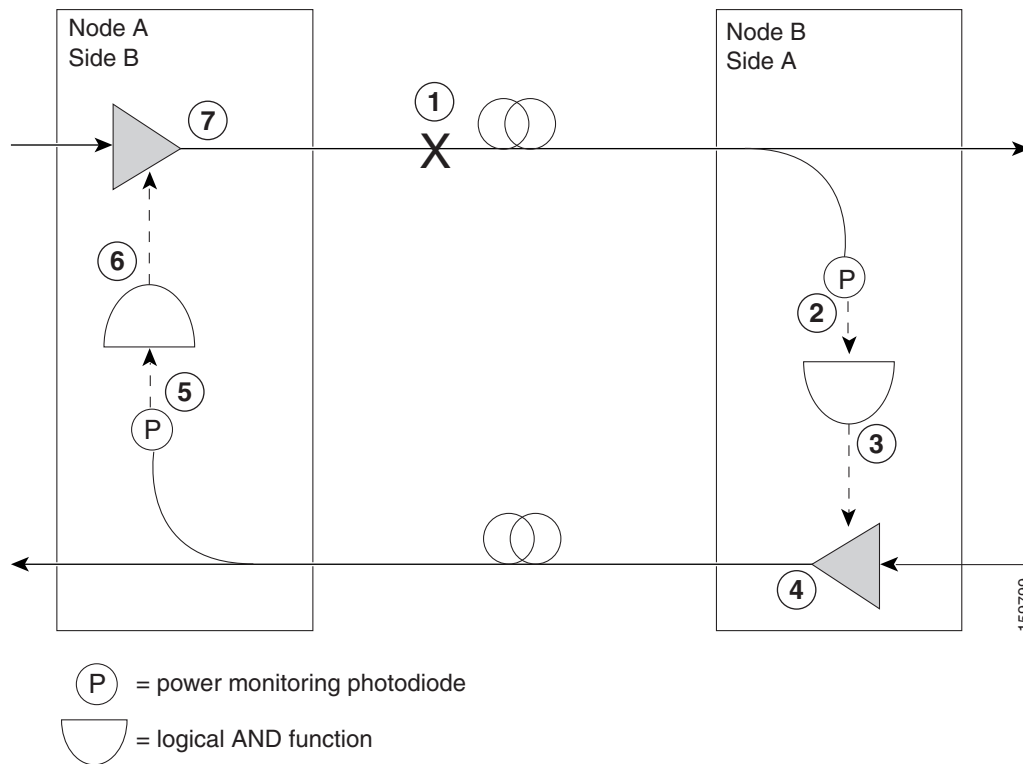 Node A
Side B
Node B
Side A
1
7
X
6
P
2
5
P
3
4
P = power monitoring photodiode
= logical AND function